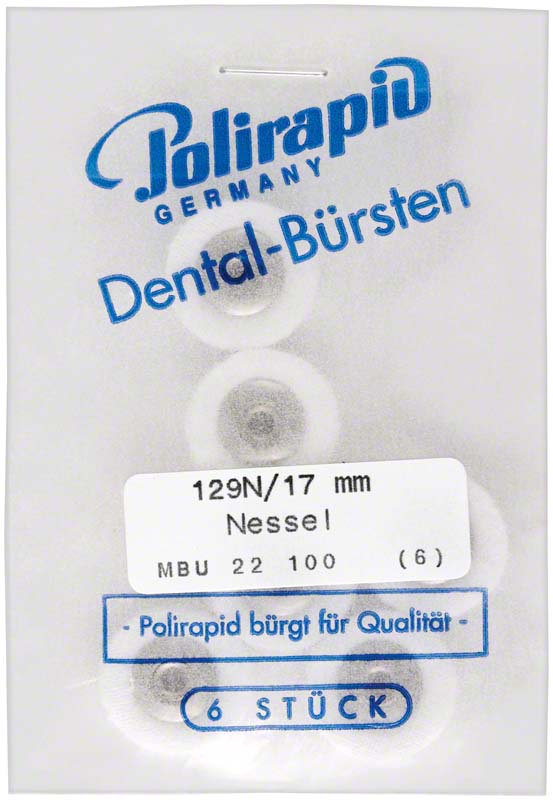 Polirapid
GERMANY
Dental-Bürsten
129N/17 mm
Nessel
MBU 22 100 (6)
- Polirapid bürgt für Qualität -
6 STÜCK